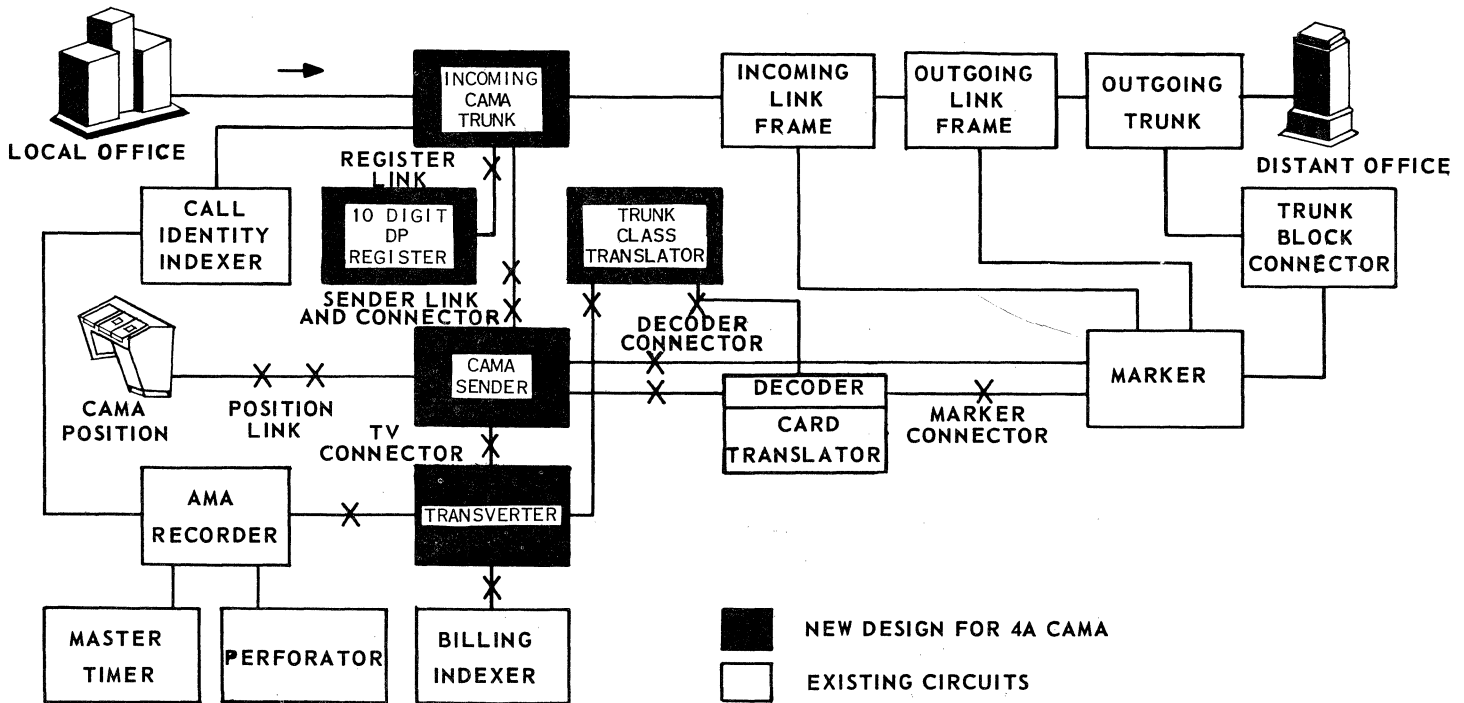 LOCAL OFFICE
INCOMING
CAMA
TRUNK
INCOMING
LINK
FRAME
OUTGOING
LINK
FRAME
OUTGOING
TRUNK
DISTANT OFFICE
REGISTER
LINK
CALL
IDENTITY
INDEXER
10 DIGIT
DP
REGISTER
TRUNK
CLASS
TRANSLATOR
TRUNK
BLOCK
CONNECTOR
SENDER LINK
AND CONNECTOR
DECODER
CONNECTOR
CAMA
POSITION
POSITION
LINK
CAMA
SENDER
DECODER
CARD
TRANSLATOR
MARKER
CONNECTOR
MARKER
TV
CONNECTOR
AMA
RECORDER
TRANSVERTER
MASTER
TIMER
PERFORATOR
BILLING
INDEXER
NEW DESIGN FOR 4A CAMA
EXISTING CIRCUITS